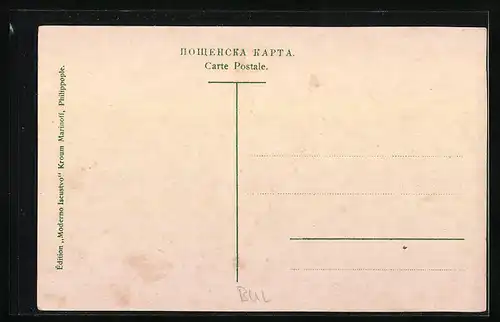 ПОЩЕНСКА КАРТА.
Carte Postale.
Édition „Moderno Iscustvo“ Kroum Marinoff, Philippople.
BUL